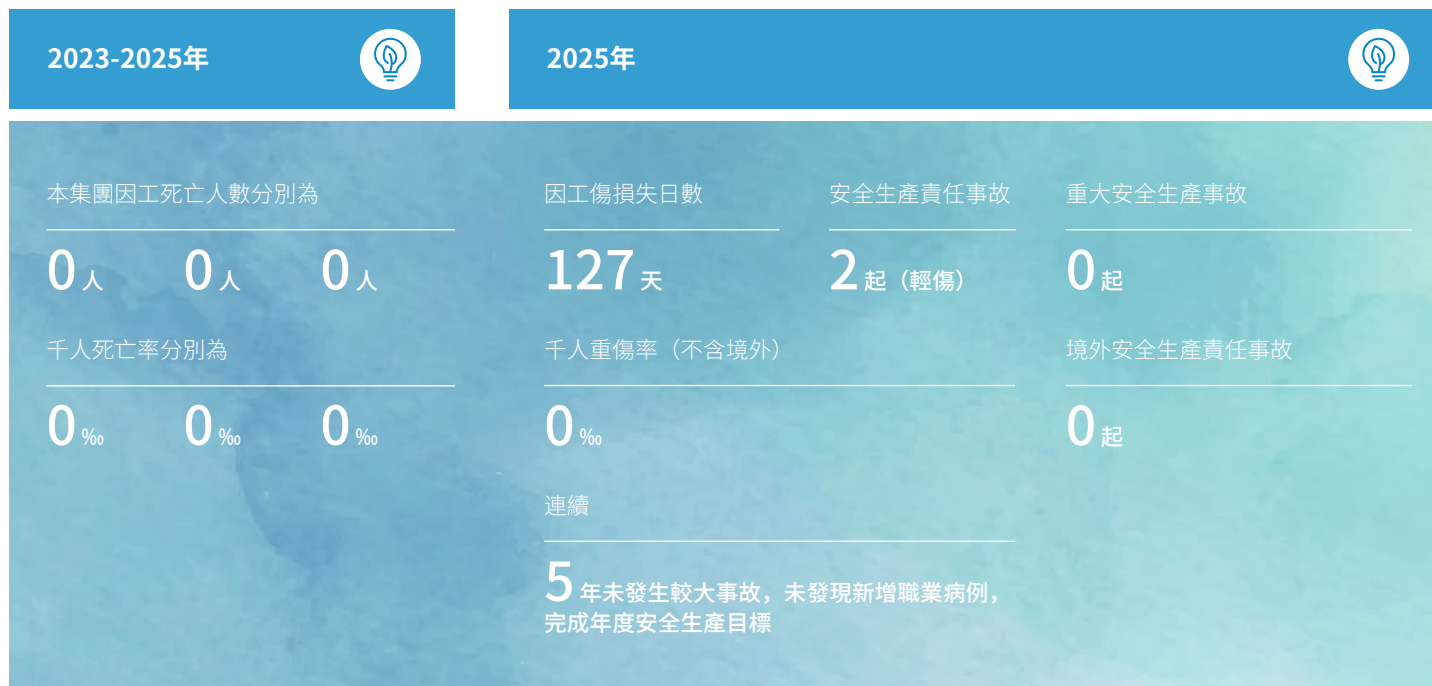 2023-2025年
2025年
本集團因工死亡人數分別為
0人 0人 0人
千人死亡率分別為
0‰ 0‰ 0‰
因工傷損失日數
127天
安全生產責任事故
2起（輕傷）
重大安全生產事故
0起
千人重傷率（不含境外）
0‰
境外安全生產責任事故
0起
連續
5年未發生較大事故，未發現新增職業病例，
完成年度安全生產目標